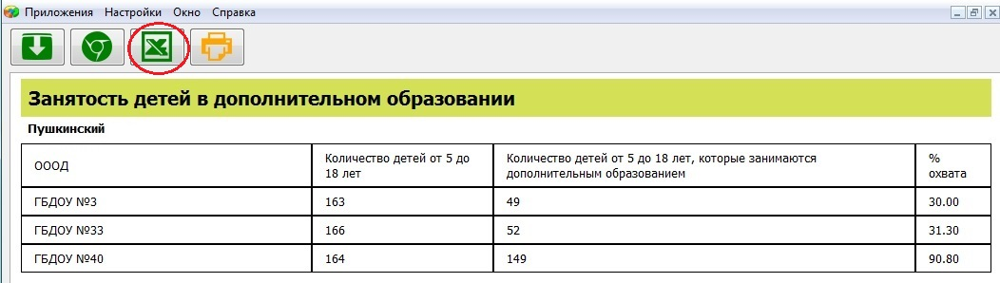 Приложения Настройки Окно Справка
Занятость детей в дополнительном образовании
Пушкинский
ОООД
Количество детей от 5 до
18 лет
Количество детей от 5 до 18 лет, которые занимаются
дополнительным образованием
%
охвата
ГБДОУ №3 163 49 30.00
ГБДОУ №33 166 52 31.30
ГБДОУ №40 164 149 90.80